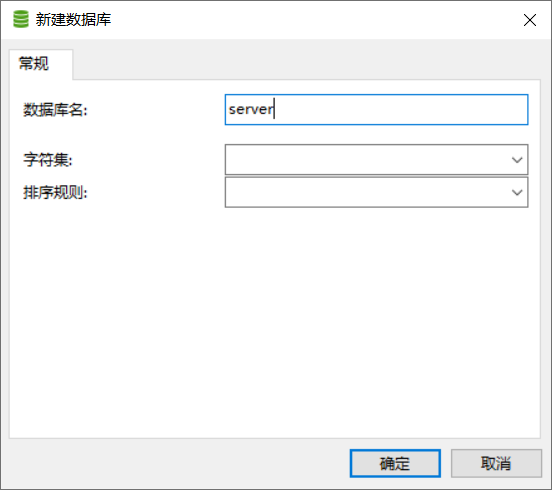 新建数据库
常规
数据库名: server
字符集:
排序规则:
确定 取消